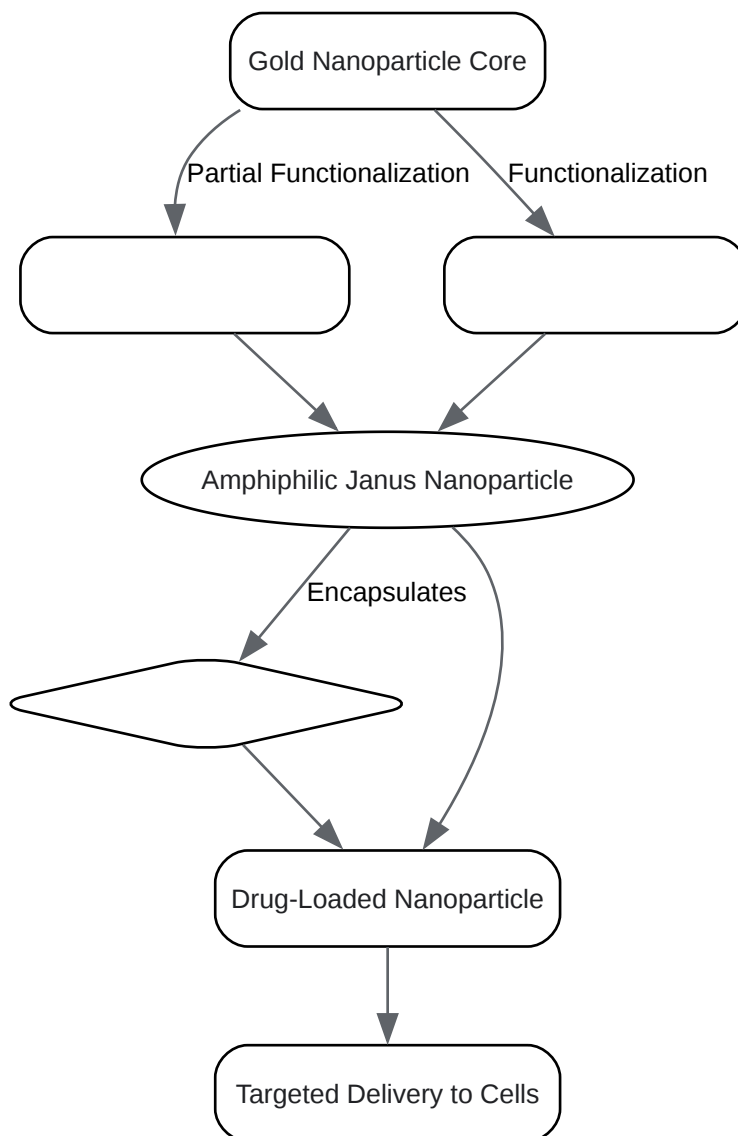 Gold Nanoparticle Core
Partial Functionalization
Functionalization
Amphiphilic Janus Nanoparticle
Encapsulates
Drug-Loaded Nanoparticle
Targeted Delivery to Cells